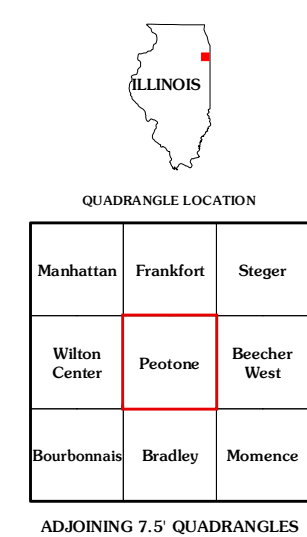 ILLINOIS
QUADRANGLE LOCATION
Manhattan Frankfort Steger
Wilton
Center
Peotone
Beecher
West
Bourbonnais Bradley Momence
ADJOINING 7.5' QUADRANGLES